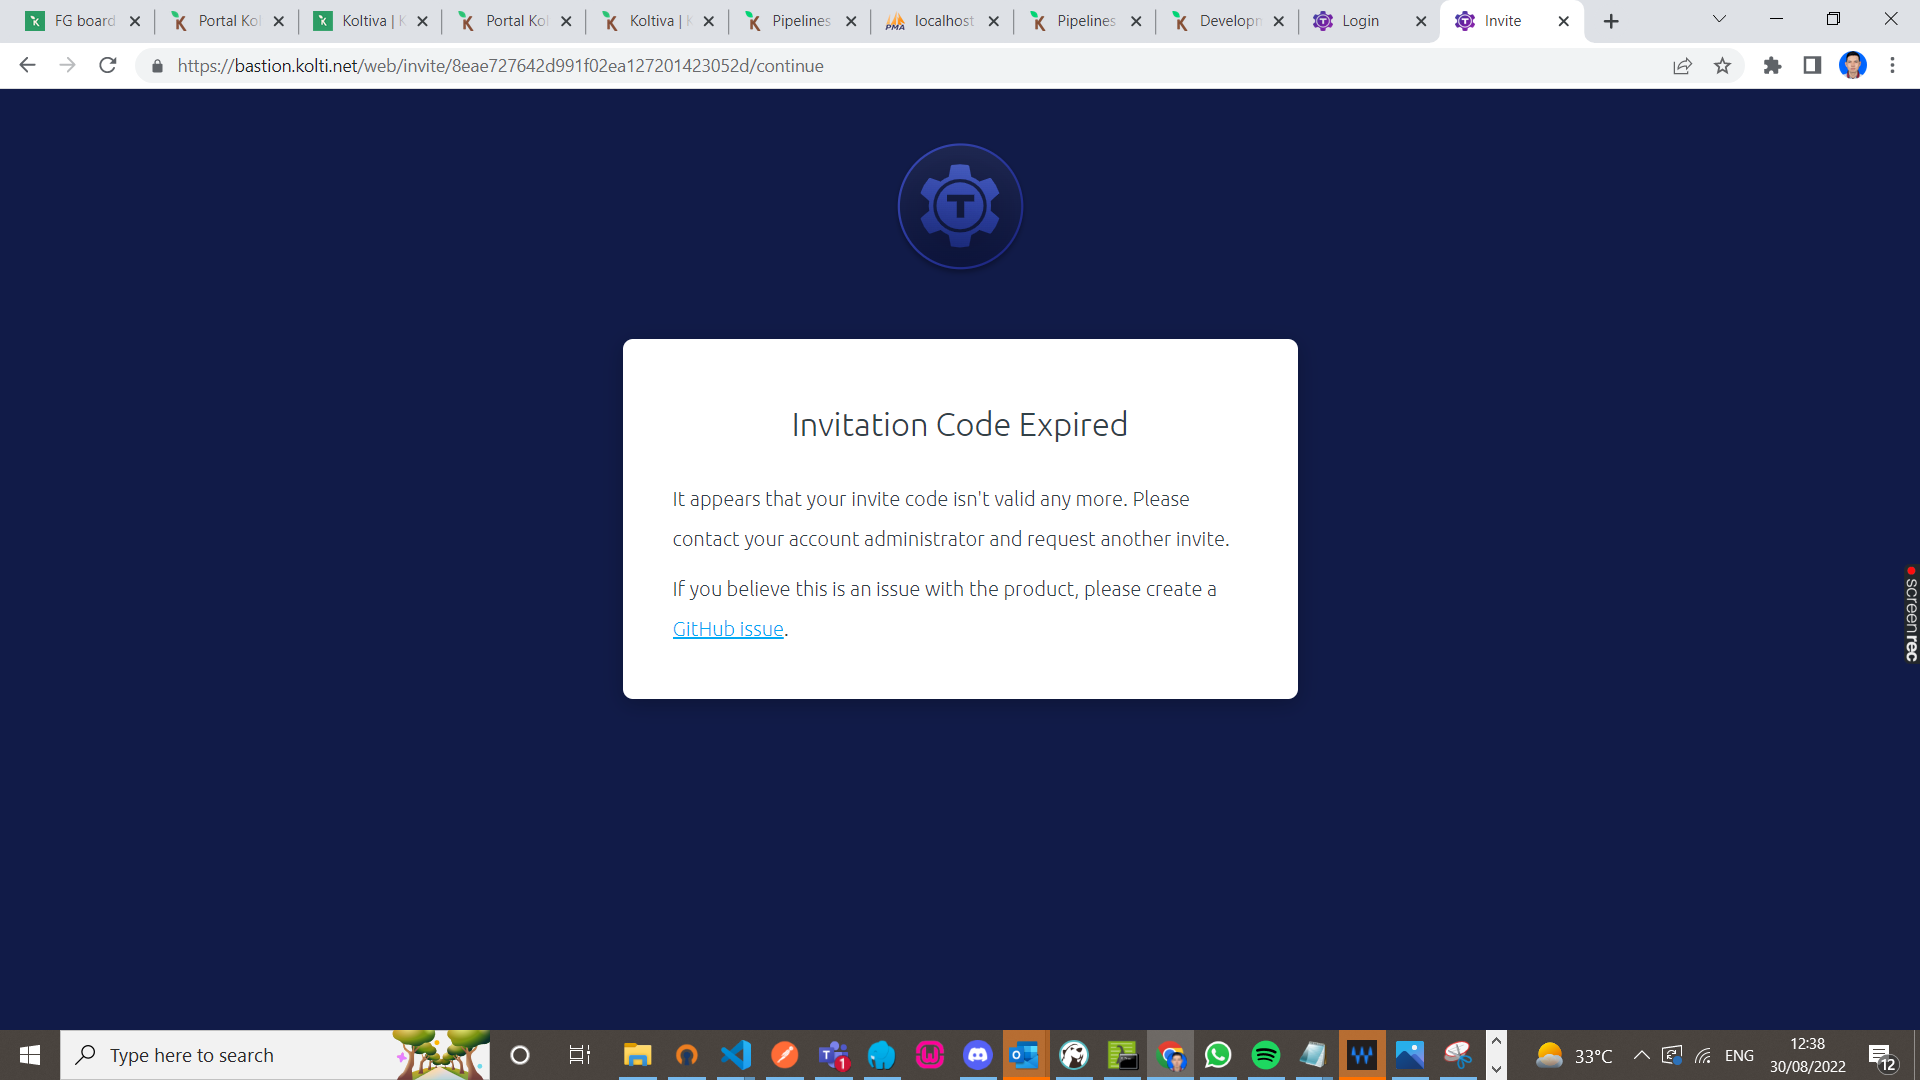 FG board
Portal Kol
Koltiva | K
Portal Kol
Koltiva | K
Pipelines
PMA
localhost
Pipelines
Developm
Login
Invite
https://bastion.kolti.net/web/invite/8eae727642d991f02ea127201423052d/continue
T
Invitation Code Expired
It appears that your invite code isn't valid any more. Please
contact your account administrator and request another invite.
If you believe this is an issue with the product, please create a
GitHub issue.
screenrec
Type here to search
1
33°C
ENG
12:38
30/08/2022
12